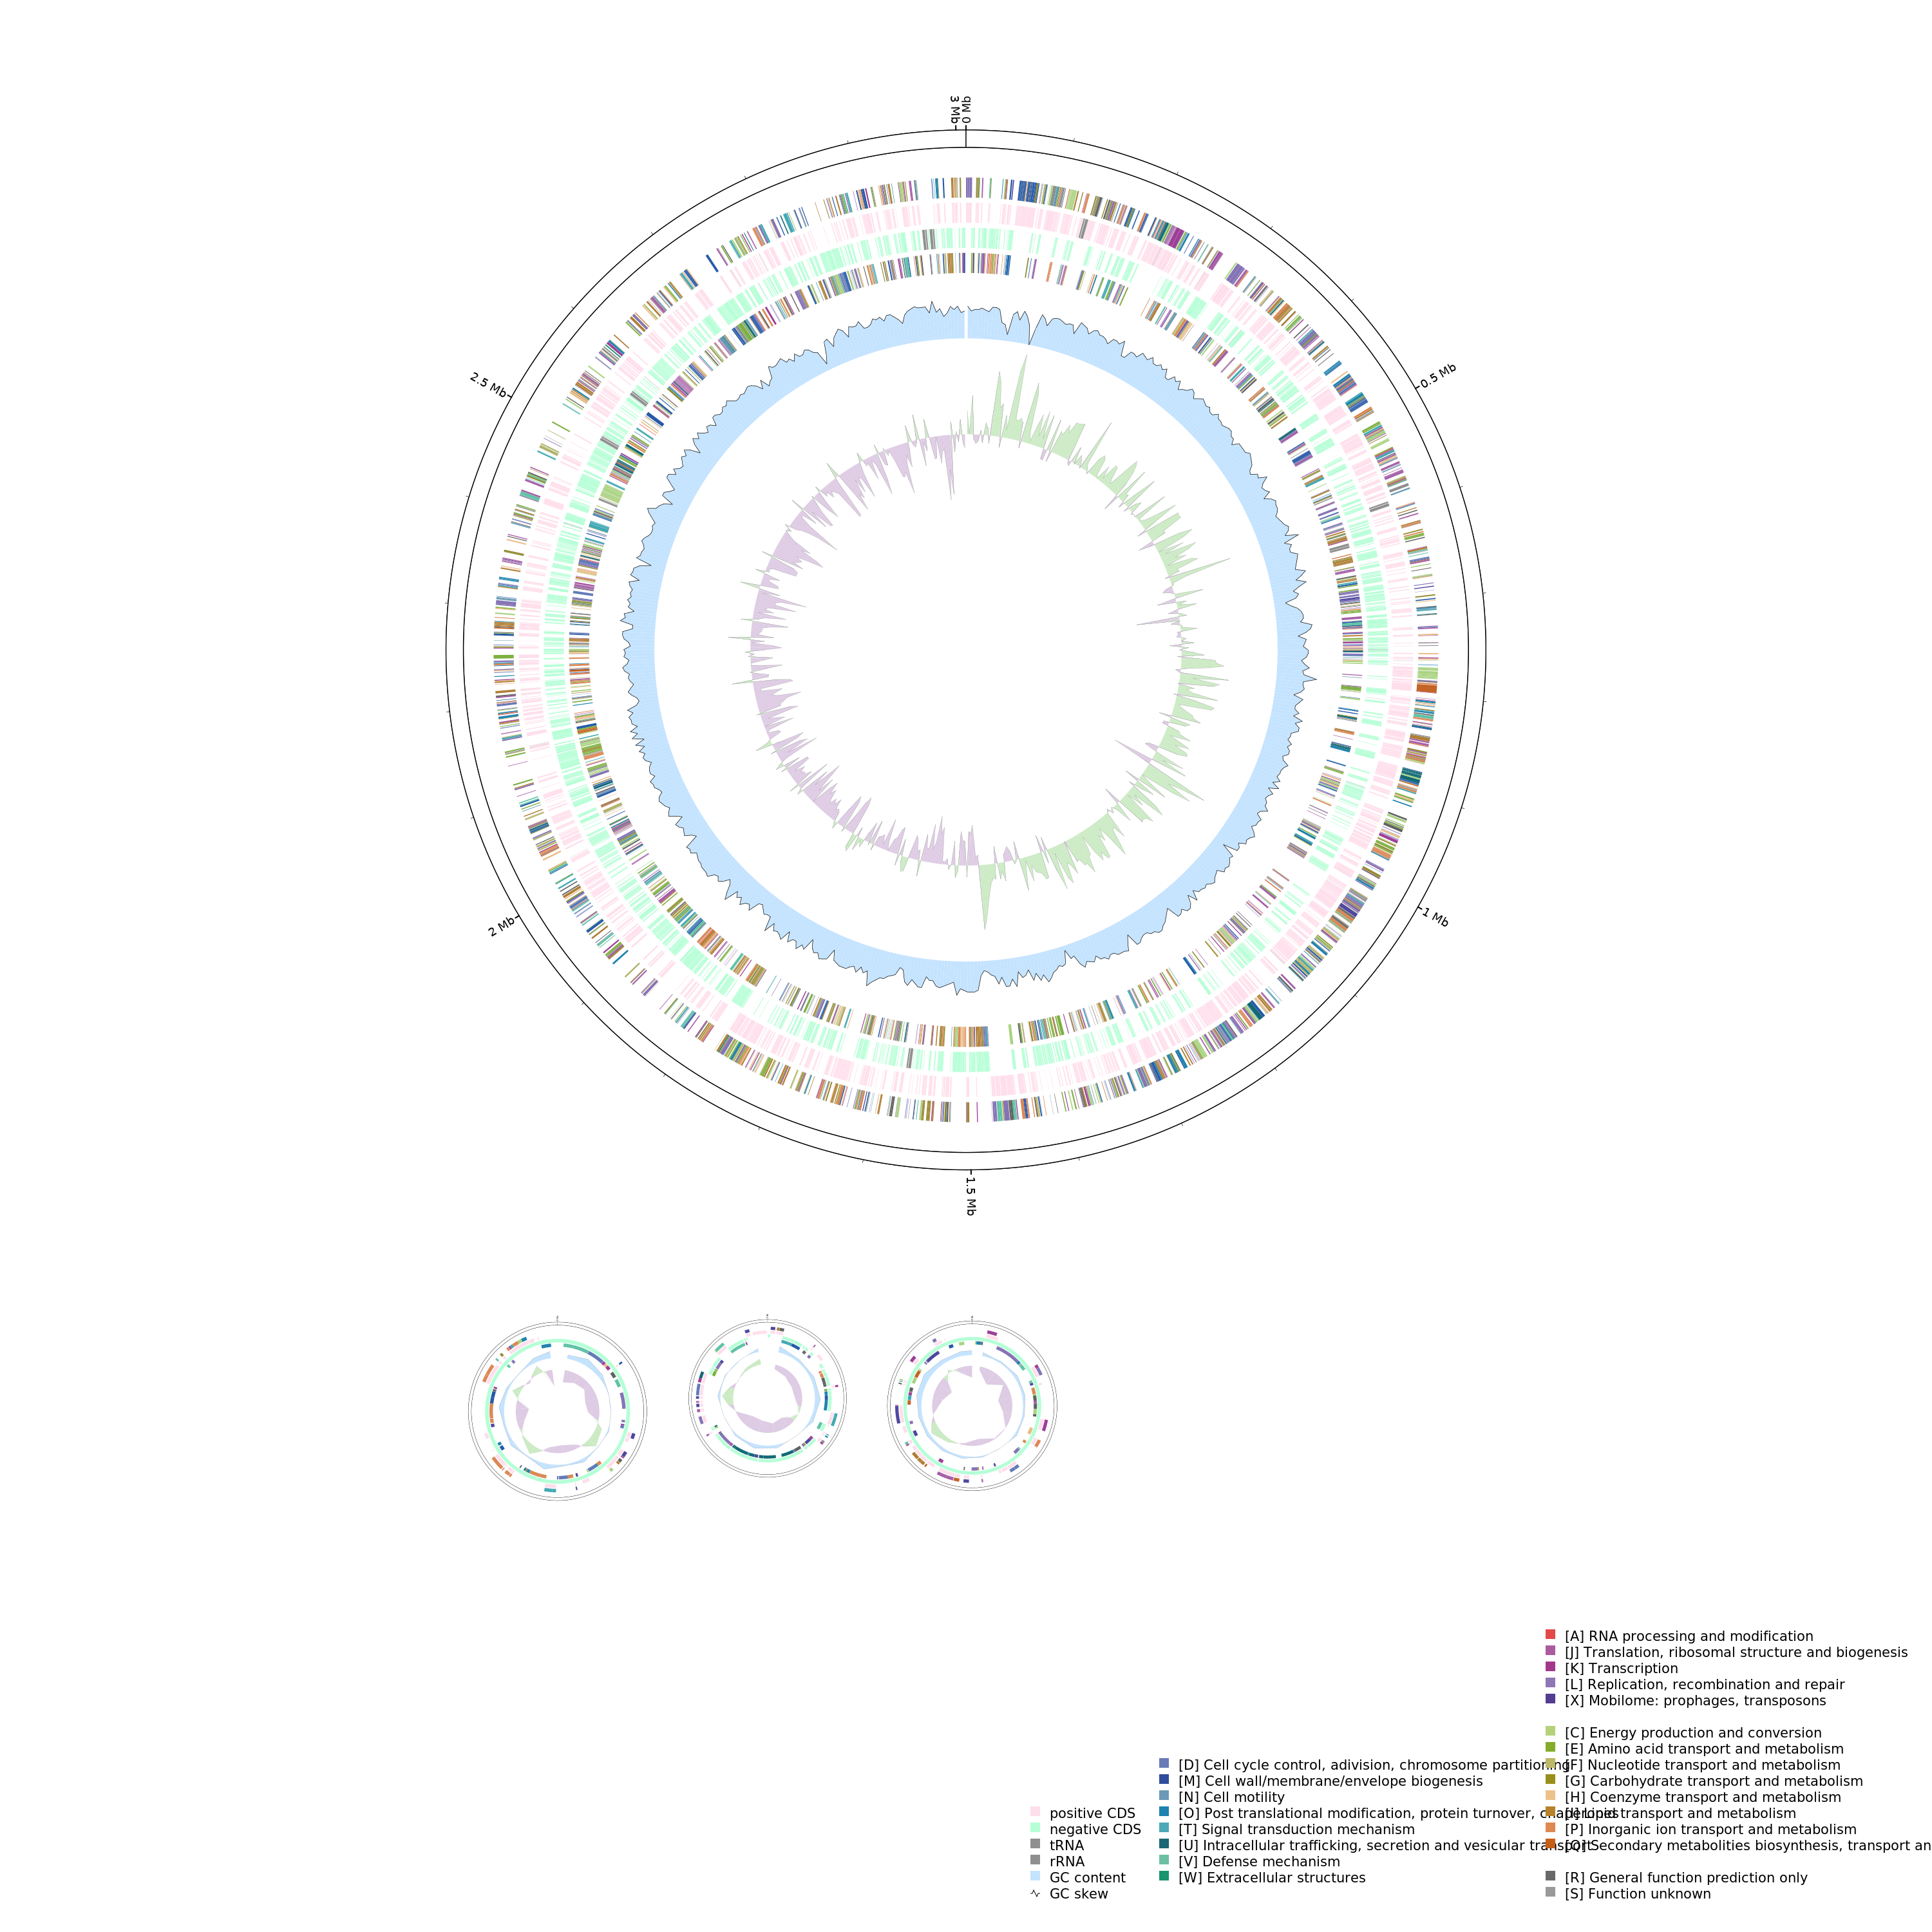 3 Mb
0 Mb
0.5 Mb
2.5 Mb
1 Mb
2 Mb
1.5 Mb
[A] RNA processing and modification
[J] Translation, ribosomal structure and biogenesis
[K] Transcription
[L] Replication, recombination and repair
[X] Mobilome: prophages, transposons
[C] Energy production and conversion
[E] Amino acid transport and metabolism
[D] Cell cycle control, adivision, chromosome partitioning
[F] Nucleotide transport and metabolism
[M] Cell wall/membrane/envelope biogenesis
[G] Carbohydrate transport and metabolism
[N] Cell motility
[H] Coenzyme transport and metabolism
positive CDS
[O] Post translational modification, protein turnover, chaperones
[I] Lipid transport and metabolism
negative CDS
[T] Signal transduction mechanism
[P] Inorganic ion transport and metabolism
tRNA
[U] Intracellular trafficking, secretion and vesicular transport
[Q] Secondary metabolities biosynthesis, transport an
rRNA
[V] Defense mechanism
GC content
[W] Extracellular structures
[R] General function prediction only
GC skew
[S] Function unknown